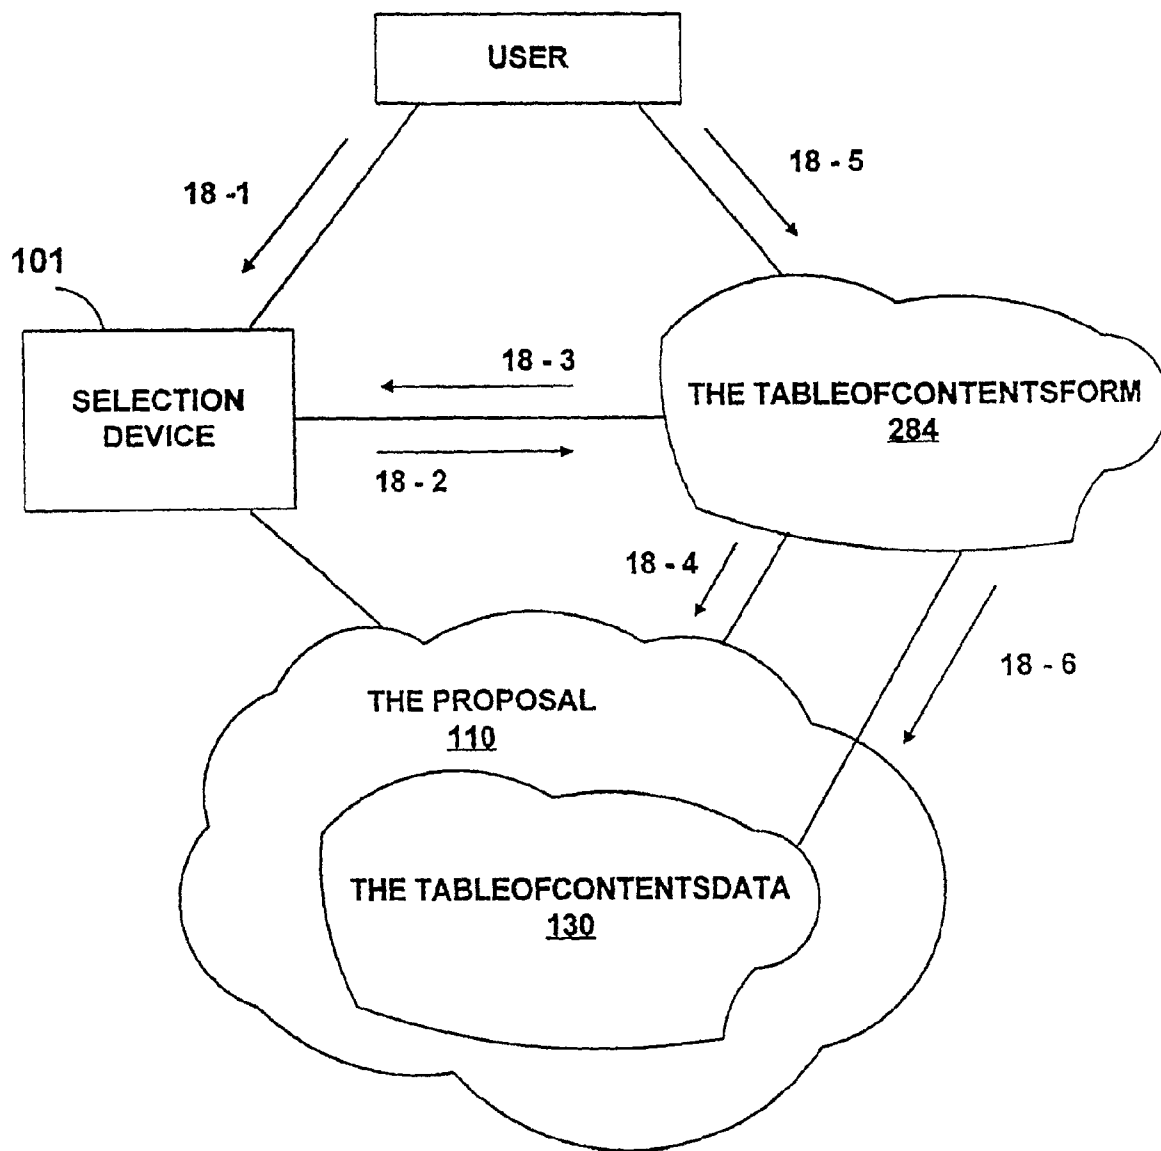 USER
18 -1
18 - 5
101
18 - 3
SELECTION
DEVICE
THE TABLEOFCONTENTSFORM
284
18 - 2
18 - 4
18 - 6
THE PROPOSAL
110
THE TABLEOFCONTENTSDATA
130